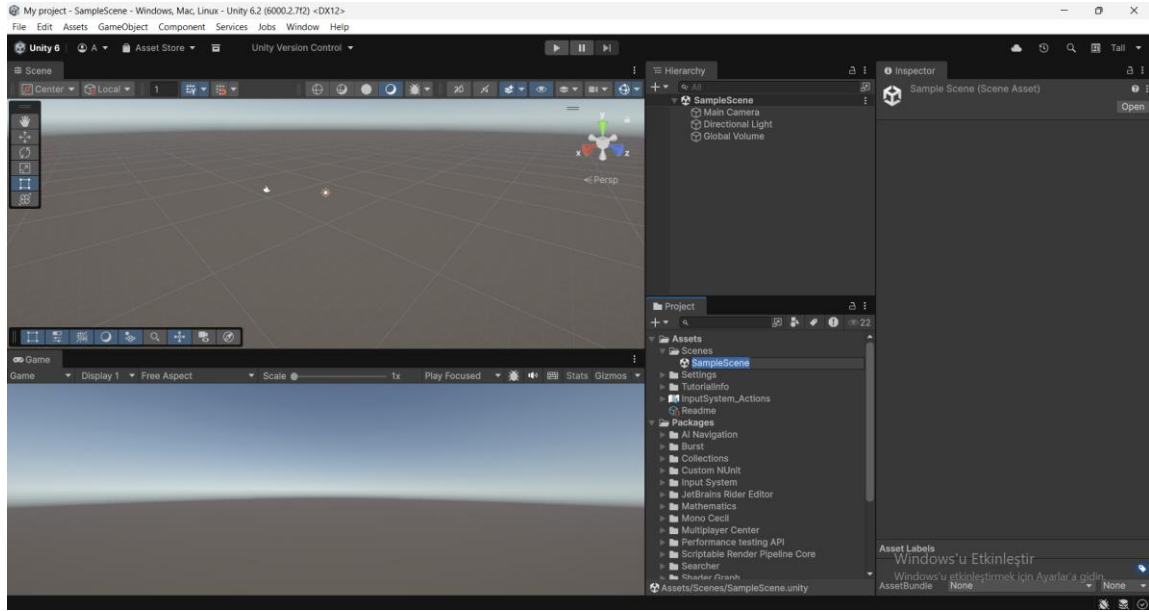 My project - SampleScene - Windows, Mac, Linux - Unity 6.2 (6000.2.7f2) <DX12>
File Edit Assets GameObject Component Services Jobs Window Help
Unity 6 A Asset Store Unity Version Control Tall
Scene
Center Local 1 2D
x y z
Persp
Game
Game Display 1 Free Aspect Scale 1x Play Focused Stats Gizmos
Hierarchy
All
SampleScene
Main Camera
Directional Light
Global Volume
Project
22
Assets
Scenes
SampleScene
Settings
TutorialInfo
InputSystem_Actions
Readme
Packages
AI Navigation
Burst
Collections
Custom NUnit
Input System
JetBrains Rider Editor
Mathematics
Mono Cecil
Multiplayer Center
Performance testing API
Scriptable Render Pipeline Core
Searcher
Shader Graph
Assets/Scenes/SampleScene.unity
Inspector
Sample Scene (Scene Asset)
Open
Asset Labels
Windows'u Etkinleştir
Windows'u etkinleştirmek için Ayarlar'a gidin.
AssetBundle None None